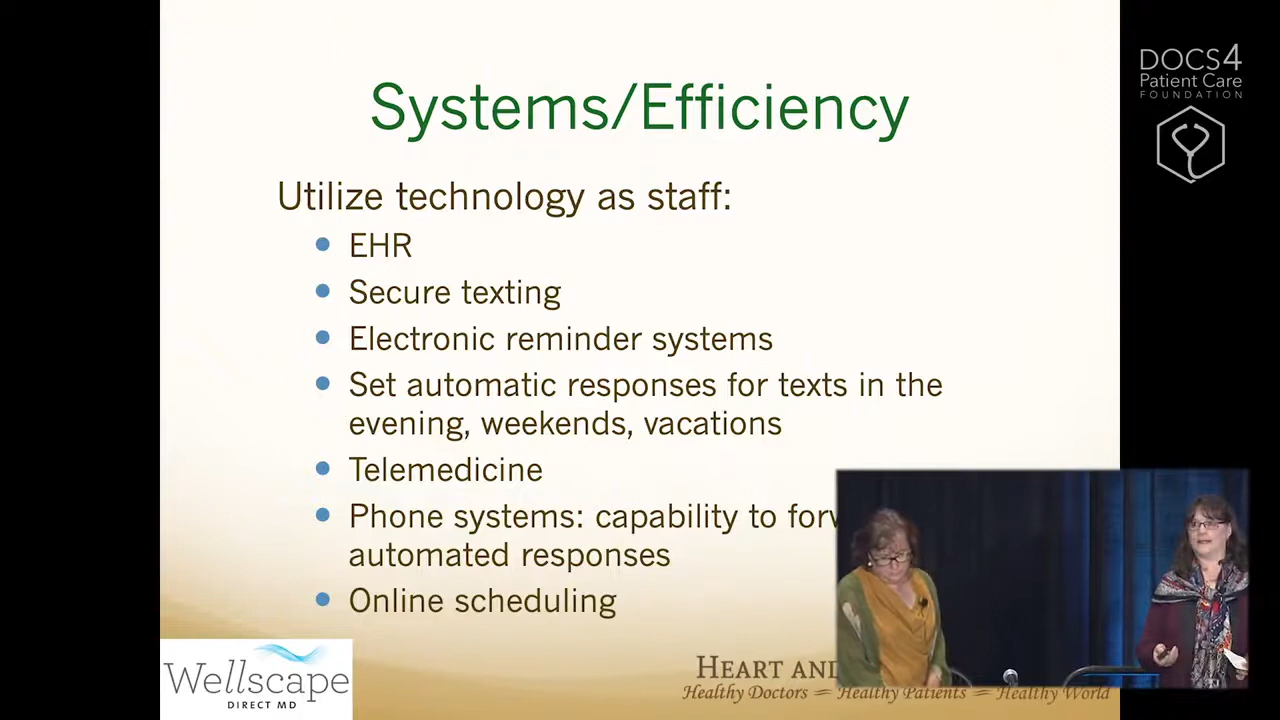 Systems/Efficiency
DOCS4
Patient Care
FOUNDATION
Utilize technology as staff:
EHR
Secure texting
Electronic reminder systems
Set automatic responses for texts in the
evening, weekends, vacations
Telemedicine
Phone systems: capability to
automated responses
Online scheduling
Wellscape
DIRECT MD
HEART AND
Healthy Doctors — Healthy Patients — Healthy World